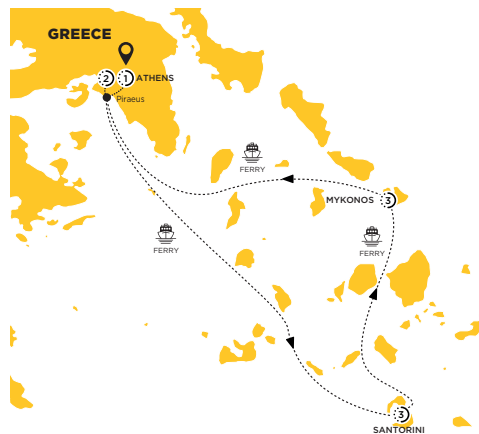 GREECE
2 1 ATHENS
Piraeus
FERRY
MYKONOS 3
FERRY
FERRY
3
SANTORINI